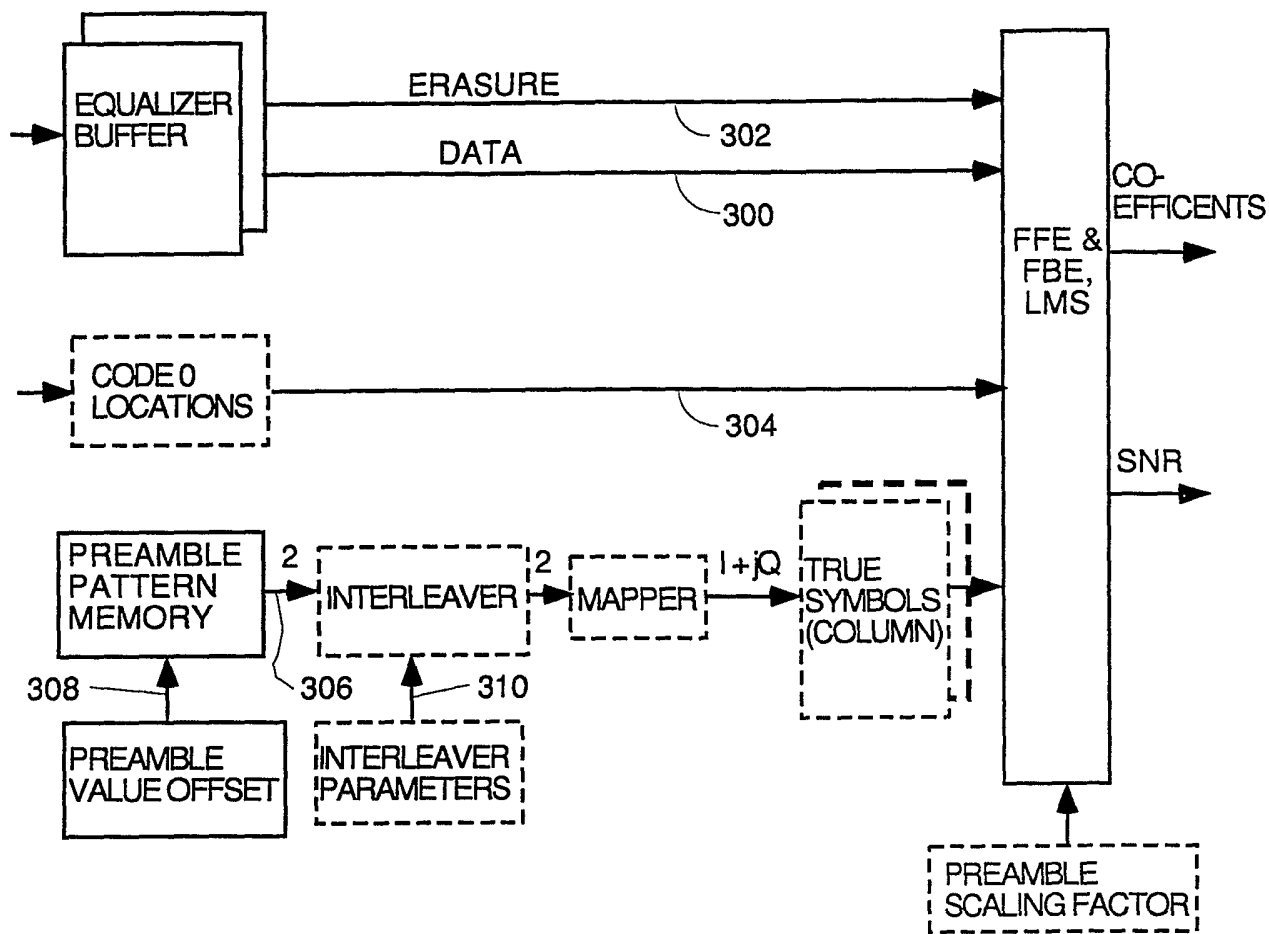 EQUALIZER
BUFFER
ERASURE
302
DATA
300
CO-
EFFICENTS
FFE &
FBE,
LMS
CODE 0
LOCATIONS
304
SNR
PREAMBLE
PATTERN
MEMORY
2
INTERLEAVER
2
MAPPER
I+jQ
TRUE
SYMBOLS
(COLUMN)
308
306
310
PREAMBLE
VALUE OFFSET
INTERLEAVER
PARAMETERS
PREAMBLE
SCALING FACTOR